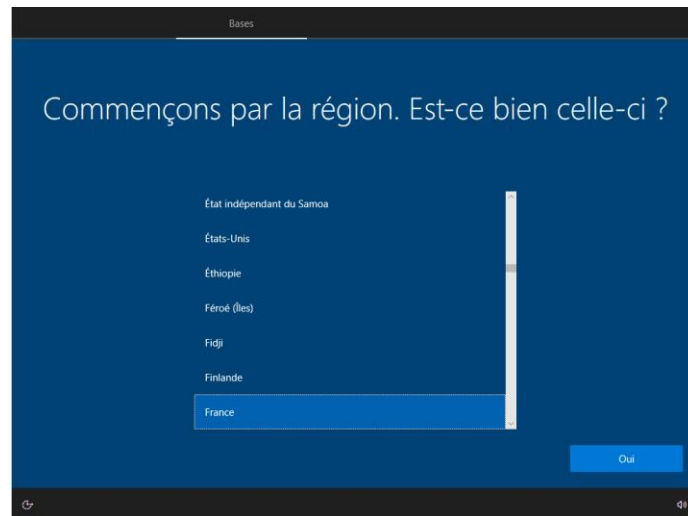 Bases
Commençons par la région. Est-ce bien celle-ci ?
État indépendant du Samoa
États-Unis
Éthiopie
Féroé (Îles)
Fidji
Finlande
France
Oui